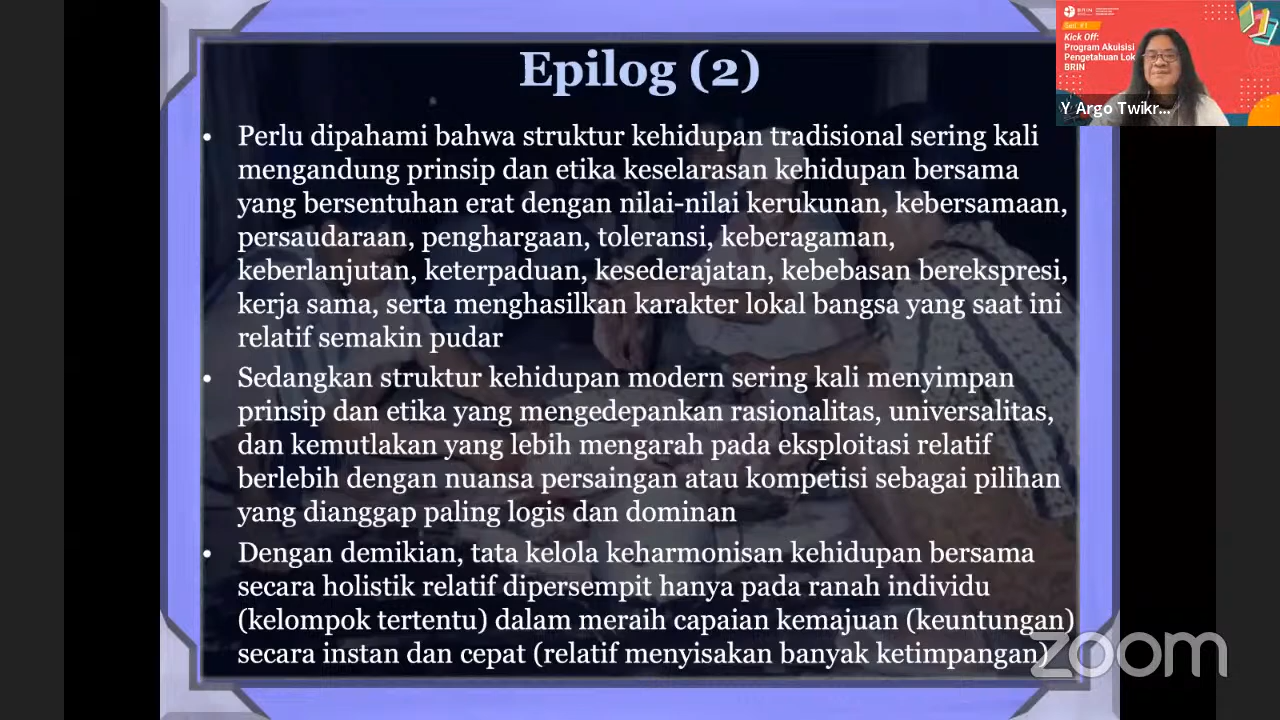 Epilog (2)
• Perlu dipahami bahwa struktur kehidupan tradisional sering kali
mengandung prinsip dan etika keselarasan kehidupan bersama
yang bersentuhan erat dengan nilai-nilai kerukunan, kebersamaan,
persaudaraan, penghargaan, toleransi, keberagaman,
keberlanjutan, keterpaduan, kesederajatan, kebebasan berekspresi,
kerja sama, serta menghasilkan karakter lokal bangsa yang saat ini
relatif semakin pudar
• Sedangkan struktur kehidupan modern sering kali menyimpan
prinsip dan etika yang mengedepankan rasionalitas, universalitas,
dan kemutlakan yang lebih mengarah pada eksploitasi relatif
berlebih dengan nuansa persaingan atau kompetisi sebagai pilihan
yang dianggap paling logis dan dominan
• Dengan demikian, tata kelola keharmonisan kehidupan bersama
secara holistik relatif dipersempit hanya pada ranah individu
(kelompok tertentu) dalam meraih capaian kemajuan (keuntungan)
secara instan dan cepat (relatif menyisakan banyak ketimpangan)
BRIN
Kick Off:
Program Akuisisi
Pengetahuan Lok
BRIN
Y Argo Twikr...
zoom